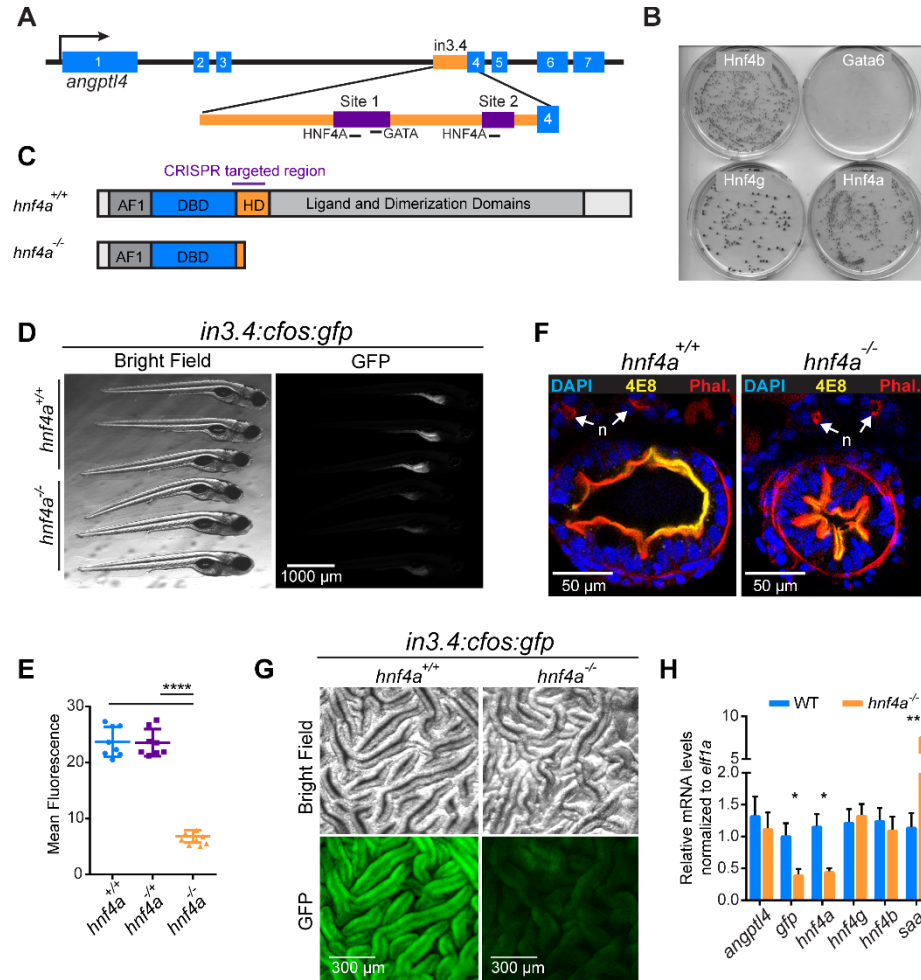 A
in3.4
1
2
3
4
5
6
7
angptl4
Site 1
Site 2
HNF4A
GATA
HNF4A
4
B
Hnf4b
Gata6
Hnf4g
Hnf4a
C
CRISPR targeted region
hnf4a+/+
AF1
DBD
HD
Ligand and Dimerization Domains
hnf4a-/-
AF1
DBD
D
in3.4:cfos:gfp
Bright Field
GFP
hnf4a+/+
hnf4a-/-
1000 µm
F
hnf4a+/+
hnf4a-/-
DAPI 4E8 Phal.
DAPI 4E8 Phal.
n
n
50 µm
50 µm
E
****
Mean Fluorescence
30
20
10
0
hnf4a+/+
hnf4a-/+
hnf4a-/-
G
in3.4:cfos:gfp
hnf4a+/+
hnf4a-/-
Bright Field
GFP
300 µm
300 µm
H
WT
hnf4a-/-
Relative mRNA levels
normalized to elf1a
10
5
2.0
1.5
1.0
0.5
0
*
*
**
angptl4
gfp
hnf4a
hnf4g
hnf4b
saa